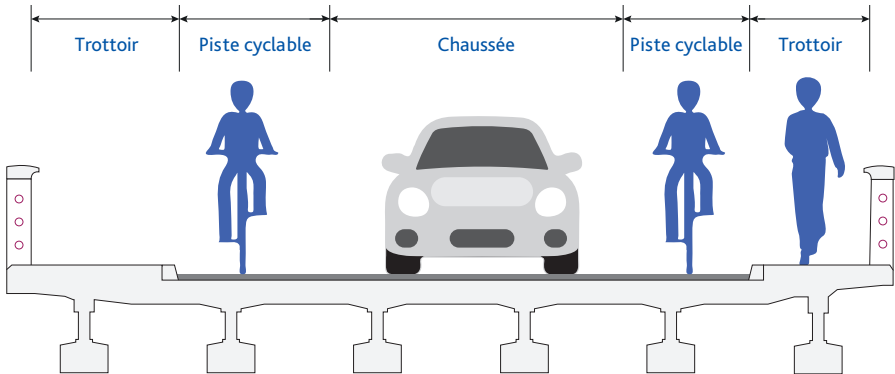 Trottoir
Piste cyclable
Chaussée
Piste cyclable
Trottoir